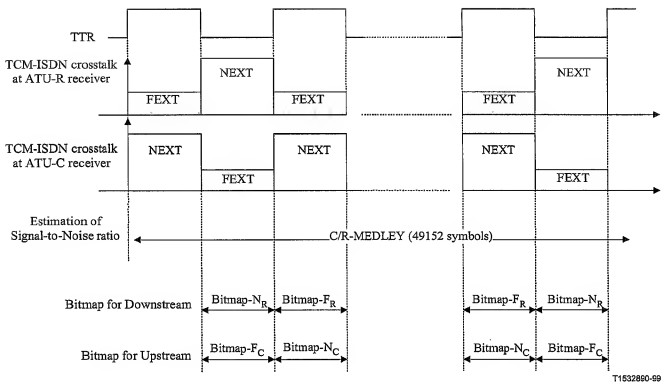 TTR
TCM-ISDN crosstalk
at ATU-R receiver
NEXT
NEXT
FEXT
FEXT
FEXT
TCM-ISDN crosstalk
at ATU-C receiver
NEXT
NEXT
NEXT
FEXT
FEXT
Estimation of
Signal-to-Noise ratio
C/R-MEDLEY (49152 symbols)
Bitmap for Downstream
Bitmap-NR
Bitmap-FR
Bitmap-FR
Bitmap-NR
Bitmap for Upstream
Bitmap-FC
Bitmap-NC
Bitmap-NC
Bitmap-FC
T1532890-99